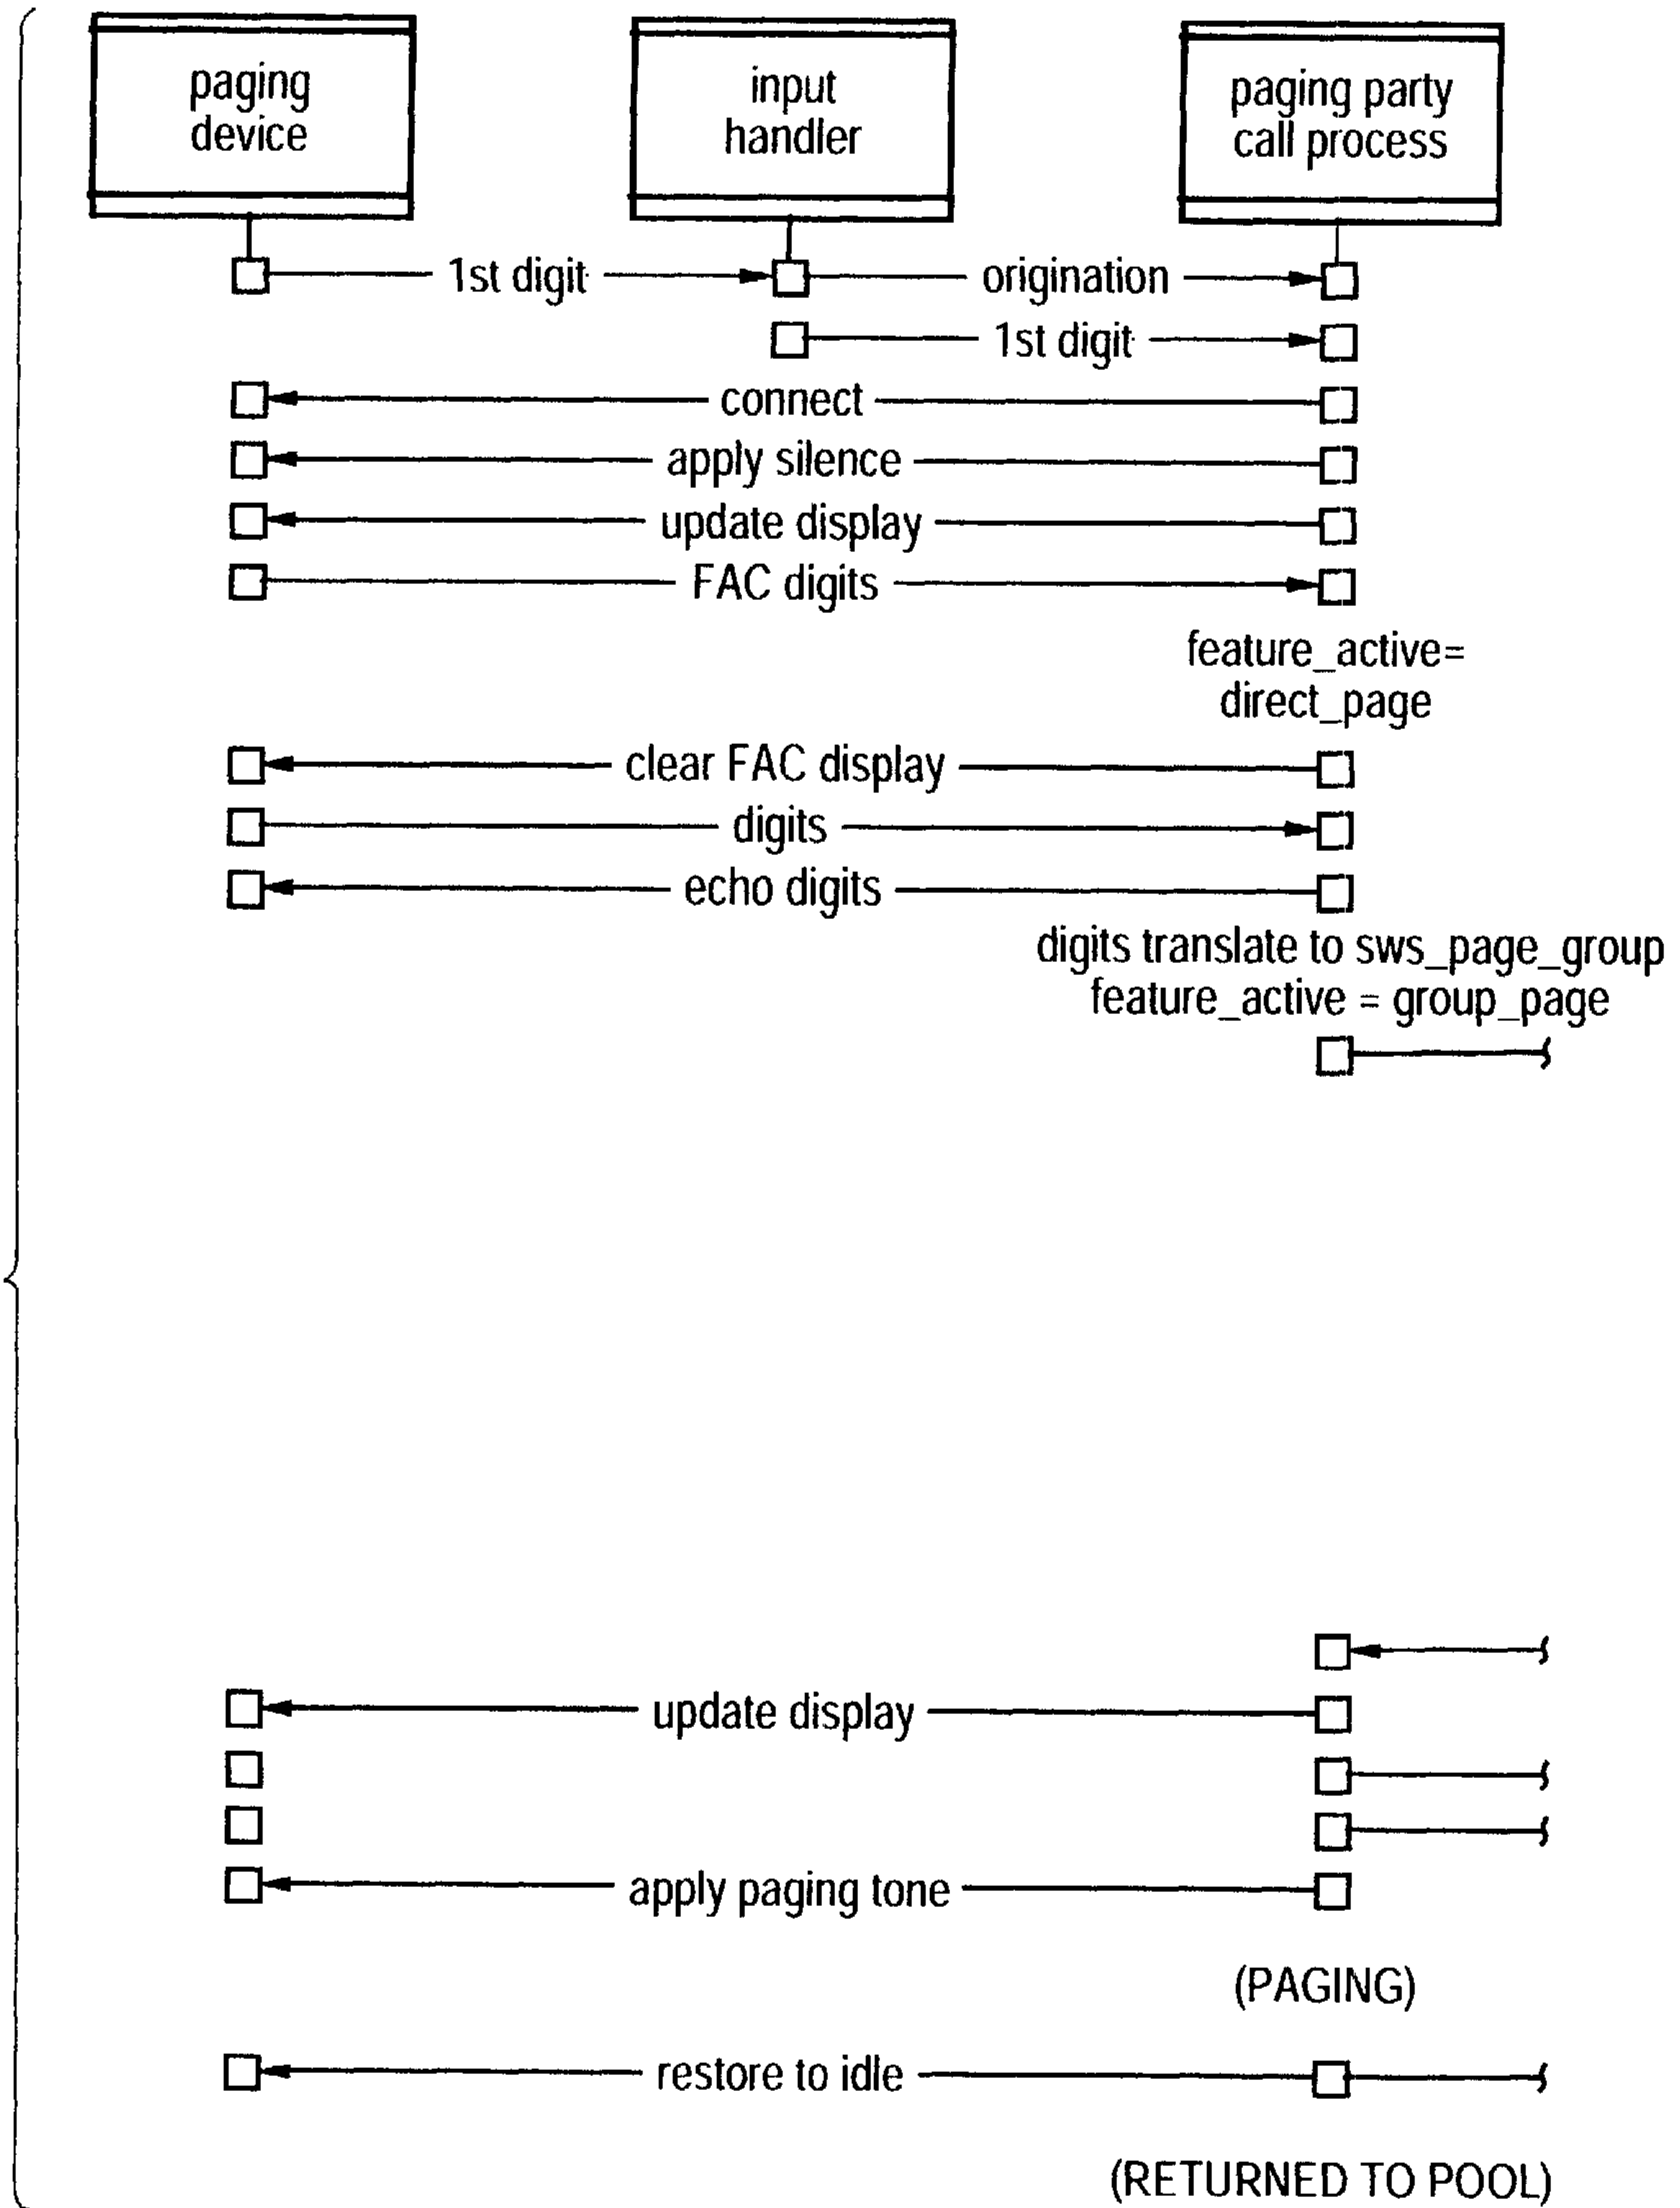 paging
device
input
handler
paging party
call process
1st digit
origination
1st digit
connect
apply silence
update display
FAC digits
feature_active=
direct_page
clear FAC display
digits
echo digits
digits translate to sws_page_group
feature_active = group_page
update display
apply paging tone
(PAGING)
restore to idle
(RETURNED TO POOL)